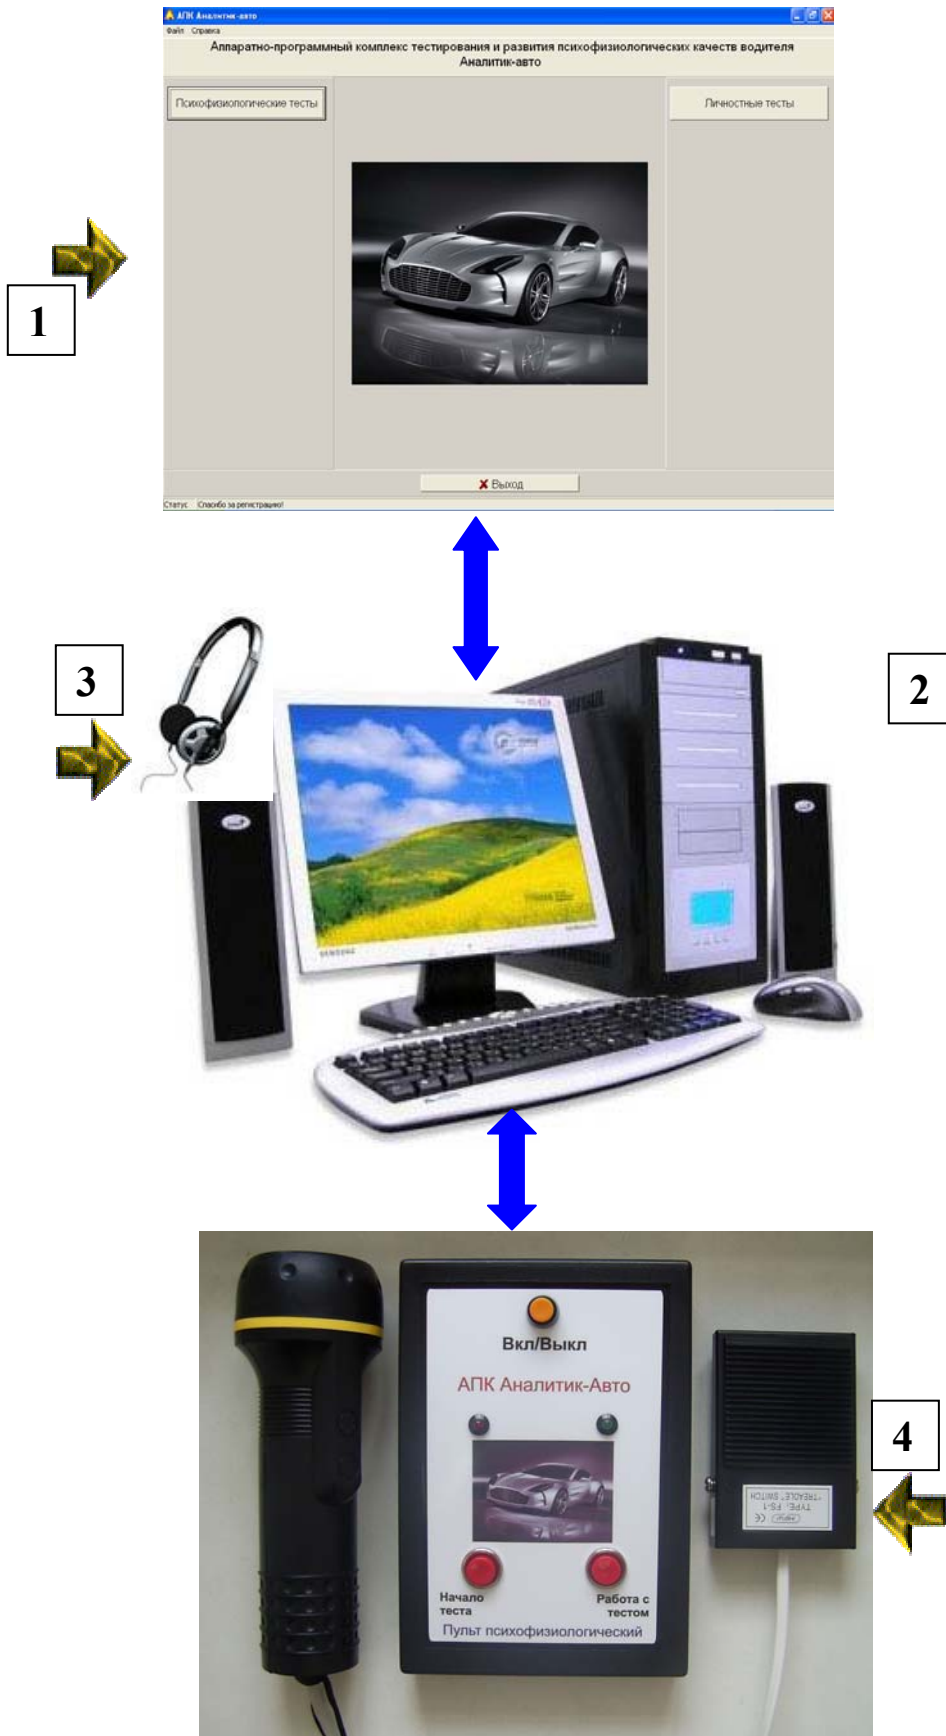 АПК Аналитик-авто
Файл Справка
Аппаратно-программный комплекс тестирования и развития психофизиологических качеств водителя
Аналитик-авто
Психофизиологические тесты
Личностные тесты
1
Выход
Статус Спасибо за регистрацию!
3
2
SAMSUNG
Вкл/Выкл
АПК Аналитик-Авто
4
TYPE. FS-1
"TREADLE" SWITCH
CE
Начало
теста
Работа с
тестом
Пульт психофизиологический